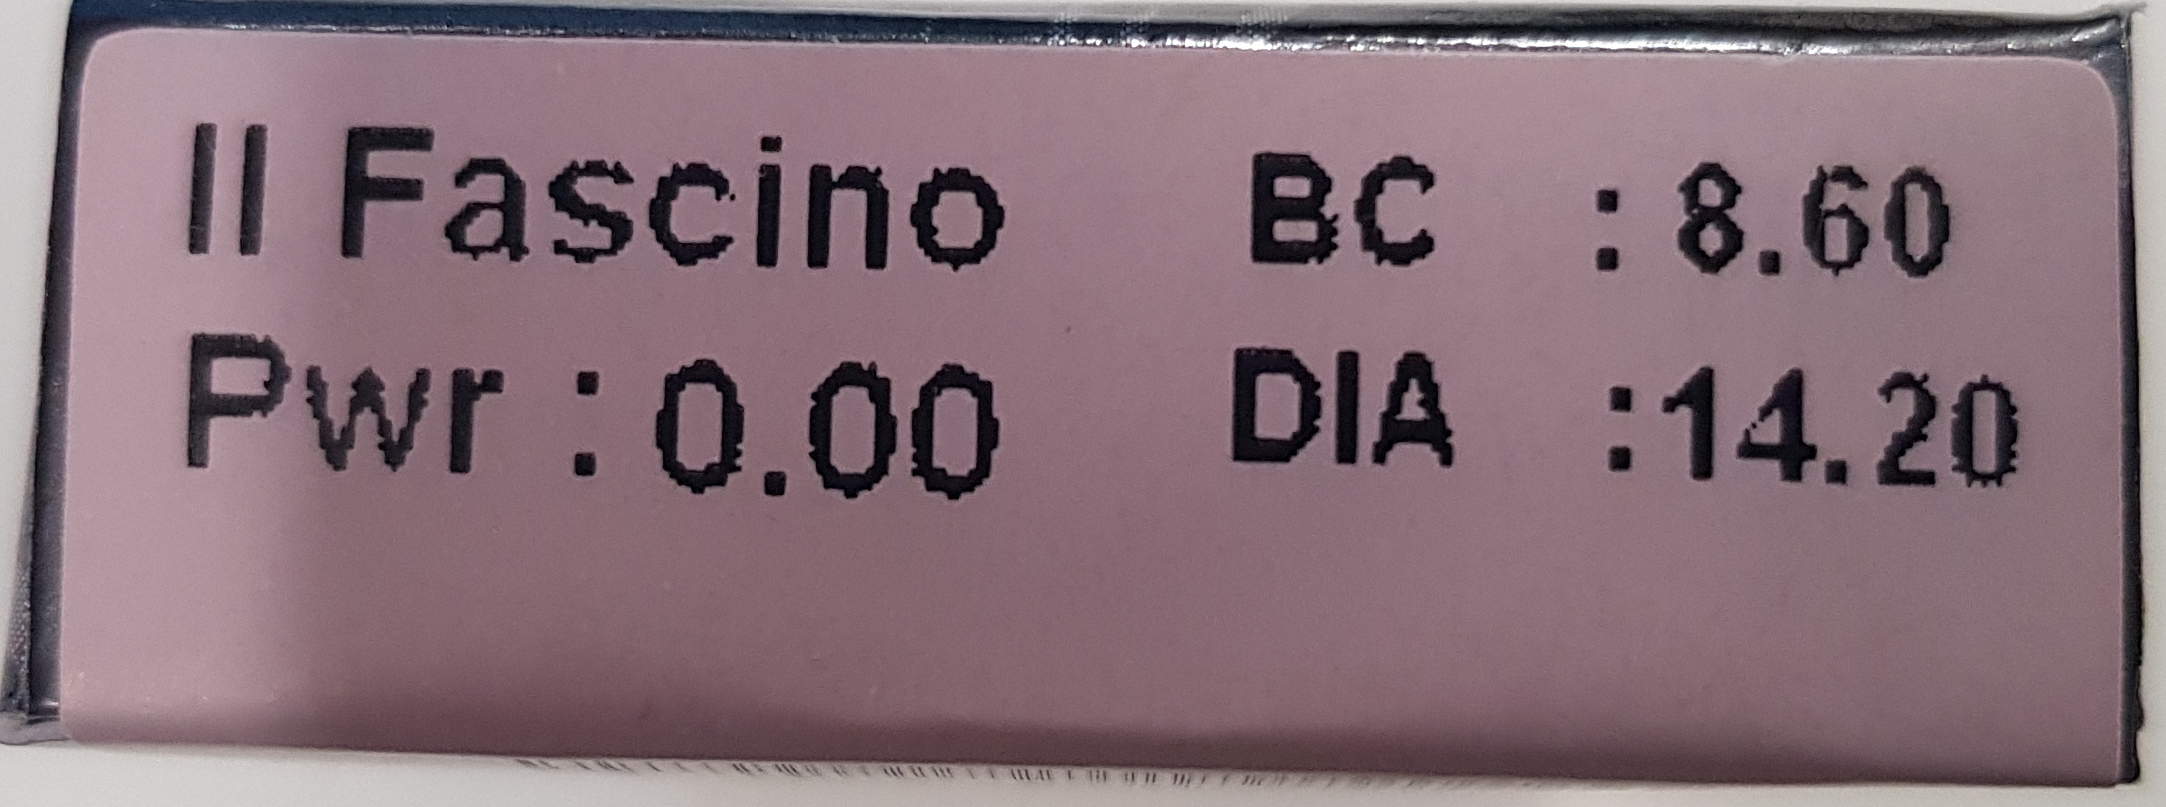 Il Fascino BC : 8.60
Pwr : 0.00 DIA :14.20